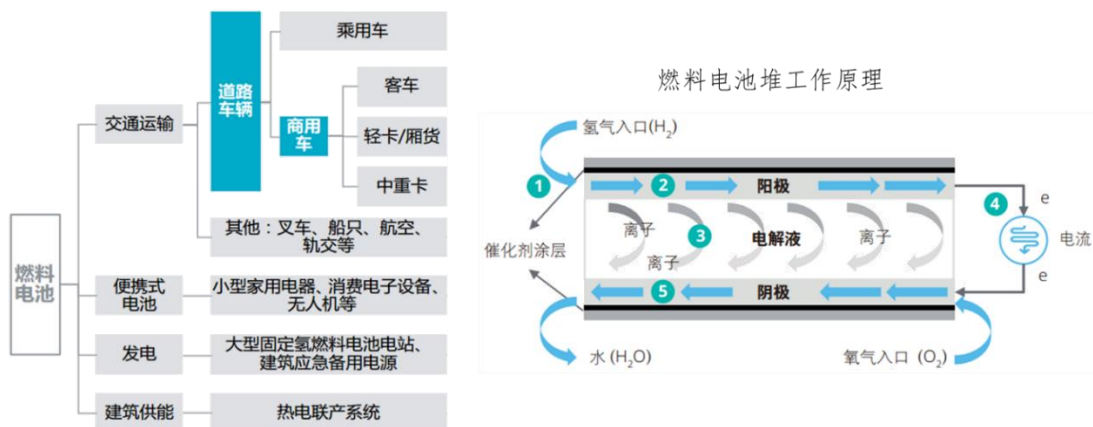 燃料
电池
交通运输
道路
车辆
乘用车
商用
车
客车
轻卡/厢货
中重卡
其他：叉车、船只、航空、
轨交等
便携式
电池
小型家用电器、消费电子设备、
无人机等
发电
大型固定氢燃料电池电站、
建筑应急备用电源
建筑供能
热电联产系统
燃料电池堆工作原理
氢气入口(H₂)
1
2
阳极
e
4
离子
3
电解液
离子
电流
催化剂涂层
离子
e
5
阴极
水 (H₂O)
氧气入口 (O₂)